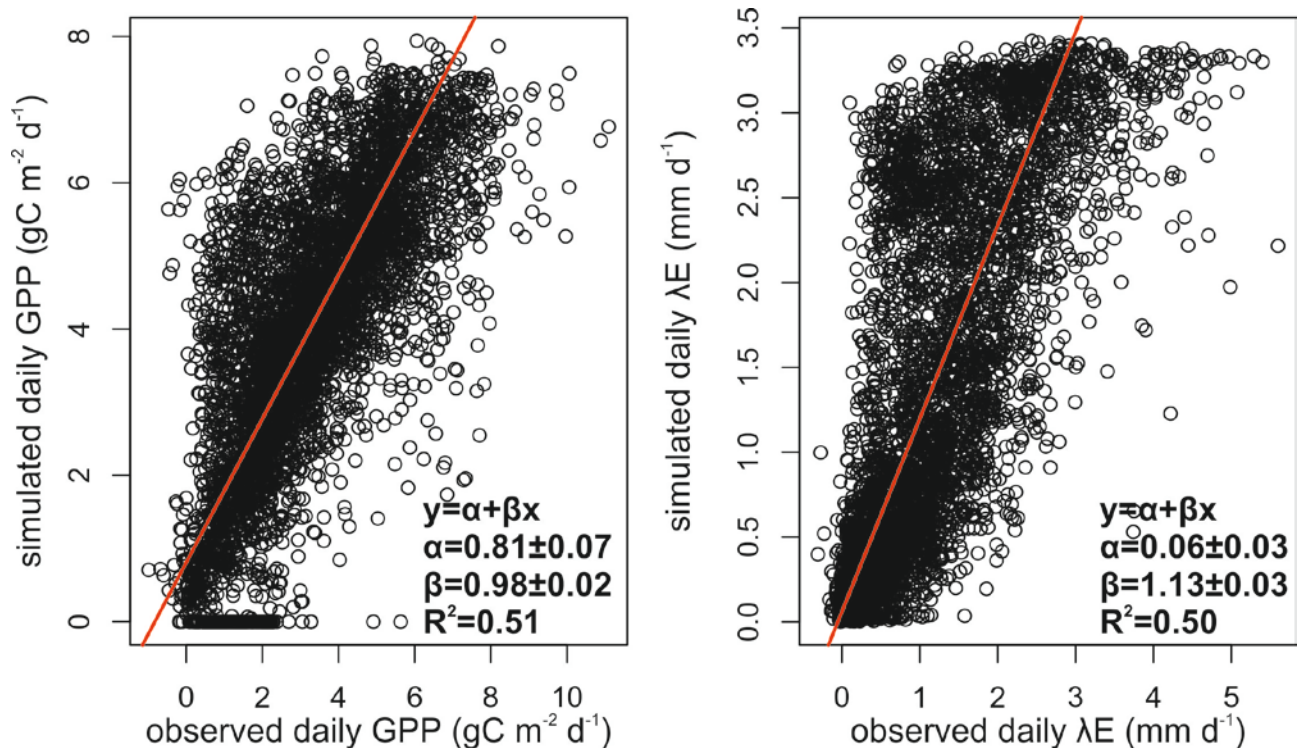 simulated daily GPP (gC m⁻² d⁻¹)
8
6
4
2
0
y=α+βx
α=0.81±0.07
β=0.98±0.02
R²=0.51
0 2 4 6 8 10
observed daily GPP (gC m⁻² d⁻¹)
simulated daily λE (mm d⁻¹)
3.5
3.0
2.5
2.0
1.5
1.0
0.5
0.0
y=α+βx
α=0.06±0.03
β=1.13±0.03
R²=0.50
0 1 2 3 4 5
observed daily λE (mm d⁻¹)